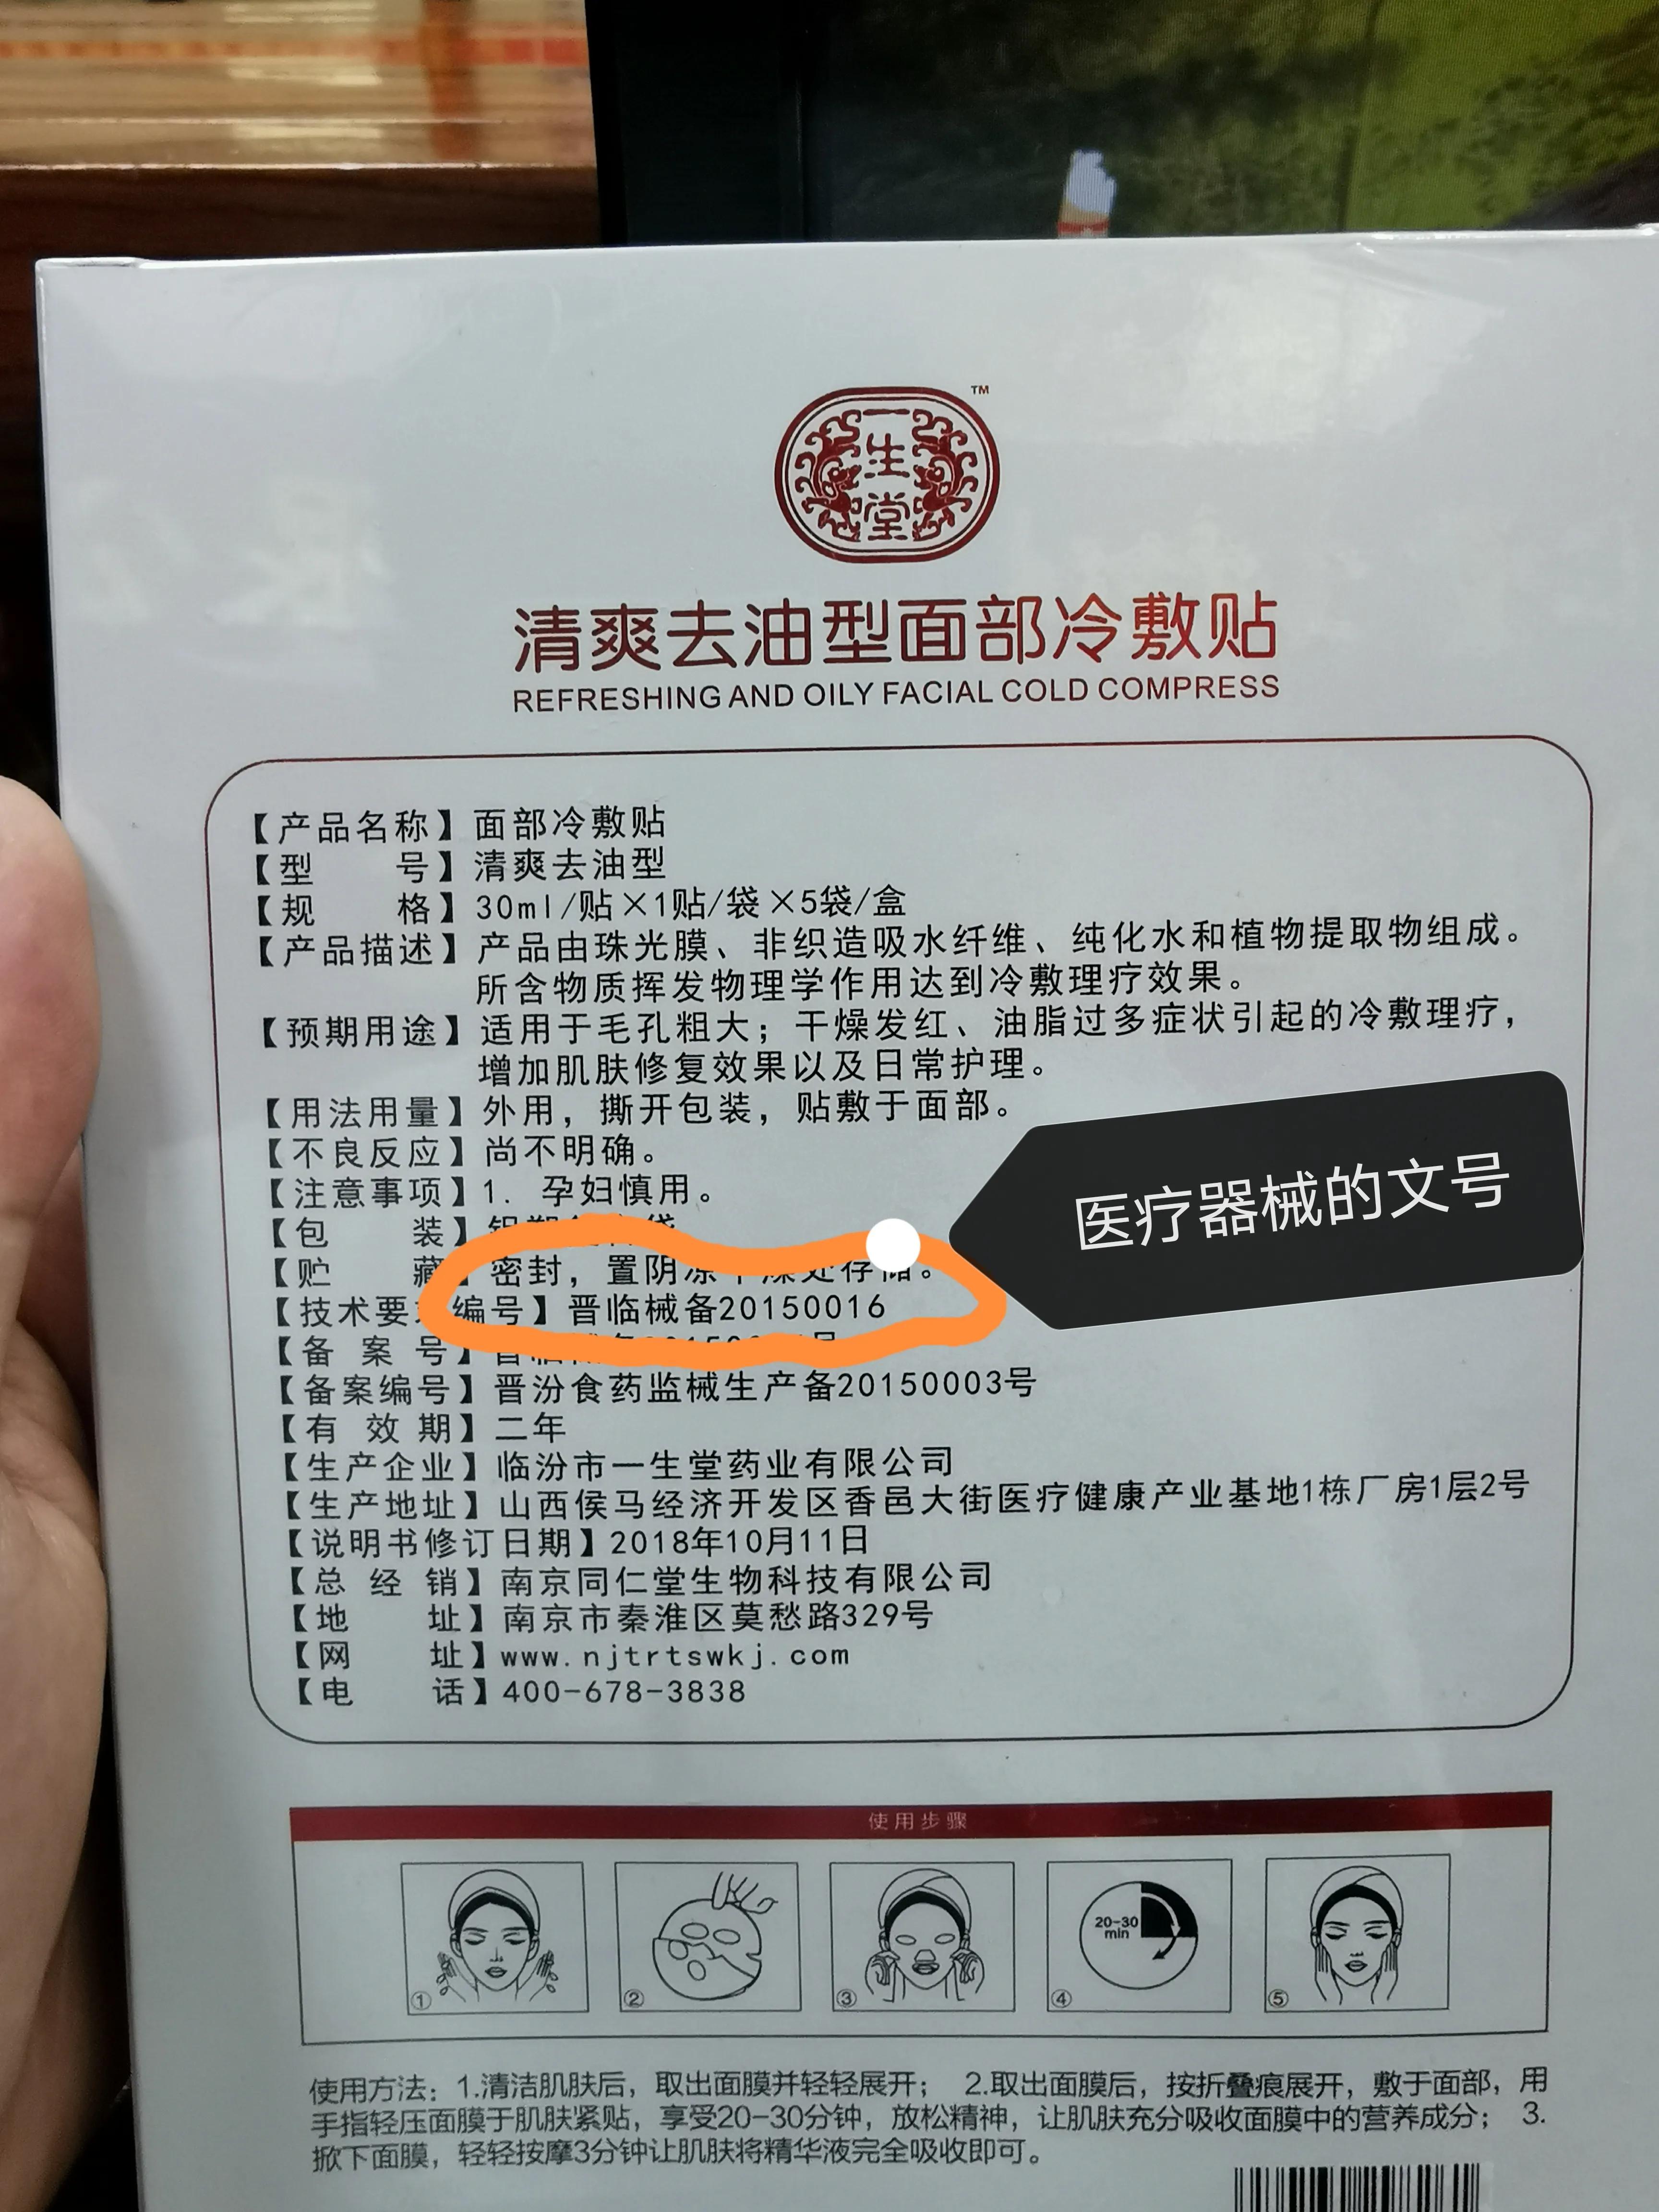 一生堂
TM
清爽去油型面部冷敷贴
REFRESHING AND OILY FACIAL COLD COMPRESS
【产品名称】面部冷敷贴
【型 号】清爽去油型
【规 格】30ml/贴×1贴/袋×5袋/盒
【产品描述】产品由珠光膜、非织造吸水纤维、纯化水和植物提取物组成。
所含物质挥发物理学作用达到冷敷理疗效果。
【预期用途】适用于毛孔粗大；干燥发红、油脂过多症状引起的冷敷理疗，
增加肌肤修复效果以及日常护理。
【用法用量】外用，撕开包装，贴敷于面部。
【不良反应】尚不明确。
【注意事项】1. 孕妇慎用。
【包 装】
【贮 藏】密封，置阴凉干燥处存储。
【技术要求编号】晋临械备20150016
【备 案 号】
【备案编号】晋汾食药监械生产备20150003号
【有 效 期】二年
【生产企业】临汾市一生堂药业有限公司
【生产地址】山西侯马经济开发区香邑大街医疗健康产业基地1栋厂房1层2号
【说明书修订日期】2018年10月11日
【总 经 销】南京同仁堂生物科技有限公司
【地 址】南京市秦淮区莫愁路329号
【网 址】www.njtrtswkj.com
【电 话】400-678-3838
医疗器械的文号
使用步骤
20-30
min
① ② ③ ④ ⑤
使用方法：1.清洁肌肤后，取出面膜并轻轻展开； 2.取出面膜后，按折叠痕展开，敷于面部，用
手指轻压面膜于肌肤紧贴，享受20-30分钟，放松精神，让肌肤充分吸收面膜中的营养成分； 3.
掀下面膜，轻轻按摩3分钟让肌肤将精华液完全吸收即可。